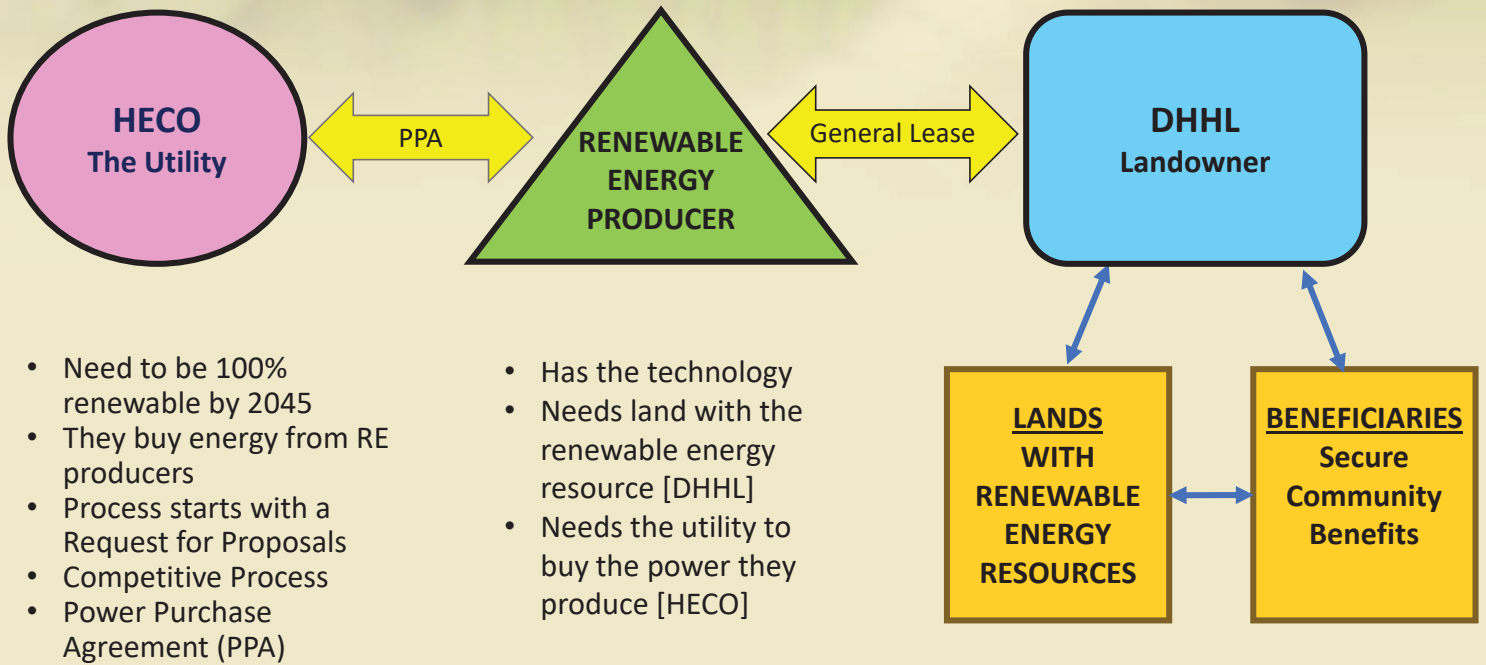 HECO
The Utility
PPA
RENEWABLE
ENERGY
PRODUCER
General Lease
DHHL
Landowner
• Need to be 100%
renewable by 2045
• They buy energy from RE
producers
• Process starts with a
Request for Proposals
• Competitive Process
• Power Purchase
Agreement (PPA)
• Has the technology
• Needs land with the
renewable energy
resource [DHHL]
• Needs the utility to
buy the power they
produce [HECO]
LANDS
WITH
RENEWABLE
ENERGY
RESOURCES
BENEFICIARIES
Secure
Community
Benefits